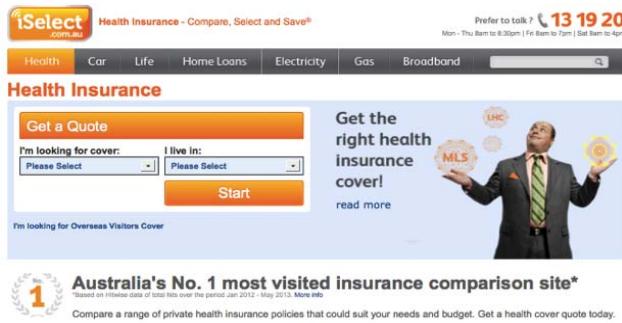 iSelect
.com.au
Health Insurance - Compare, Select and Save®
Prefer to talk? 13 19 20
Mon - Thu 8am to 8:30pm | Fri 8am to 7pm | Sat 8am to 4pm
Health Car Life Home Loans Electricity Gas Broadband
Health Insurance
Get a Quote
I'm looking for cover: I live in:
Please Select Please Select
Start
I'm looking for Overseas Visitors Cover
Get the
right health
insurance
cover!
read more
LHC
MLS
No.
1
Australia's No. 1 most visited insurance comparison site*
*Based on Hitwise data of total hits over the period Jan 2012 - May 2013. More info
Compare a range of private health insurance policies that could suit your needs and budget. Get a health cover quote today.